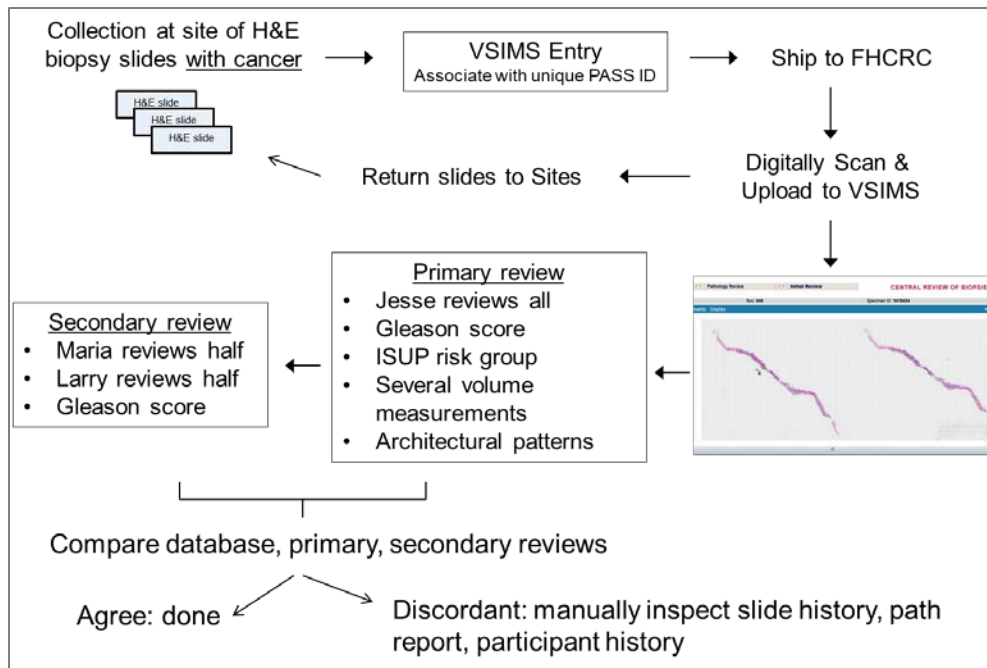 Collection at site of H&E
biopsy slides with cancer
H&E slide
H&E slide
H&E slide
VSIMS Entry
Associate with unique PASS ID
Ship to FHCRC
Digitally Scan &
Upload to VSIMS
Return slides to Sites
Pathology Review
Initial Review
CENTRAL REVIEW OF BIOPSIE
Display
Primary review
• Jesse reviews all
• Gleason score
• ISUP risk group
• Several volume
measurements
• Architectural patterns
Secondary review
• Maria reviews half
• Larry reviews half
• Gleason score
Compare database, primary, secondary reviews
Agree: done
Discordant: manually inspect slide history, path
report, participant history